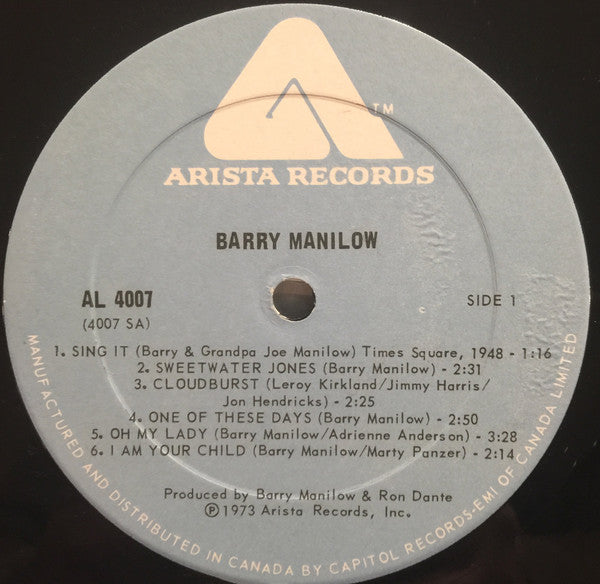 TM
ARISTA RECORDS
BARRY MANILOW
AL 4007
(4007 SA)
SIDE 1
1. SING IT (Barry & Grandpa Joe Manilow) Times Square, 1948 - 1:16
2. SWEETWATER JONES (Barry Manilow) - 2:31
3. CLOUDBURST (Leroy Kirkland/Jimmy Harris/
Jon Hendricks) - 2:25
4. ONE OF THESE DAYS (Barry Manilow) - 2:50
5. OH MY LADY (Barry Manilow/Adrienne Anderson) - 3:28
6. I AM YOUR CHILD (Barry Manilow/Marty Panzer) - 2:14
Produced by Barry Manilow & Ron Dante
Ⓟ1973 Arista Records, Inc.
MANUFACTURED AND DISTRIBUTED IN CANADA BY CAPITOL RECORDS-EMI OF CANADA LIMITED